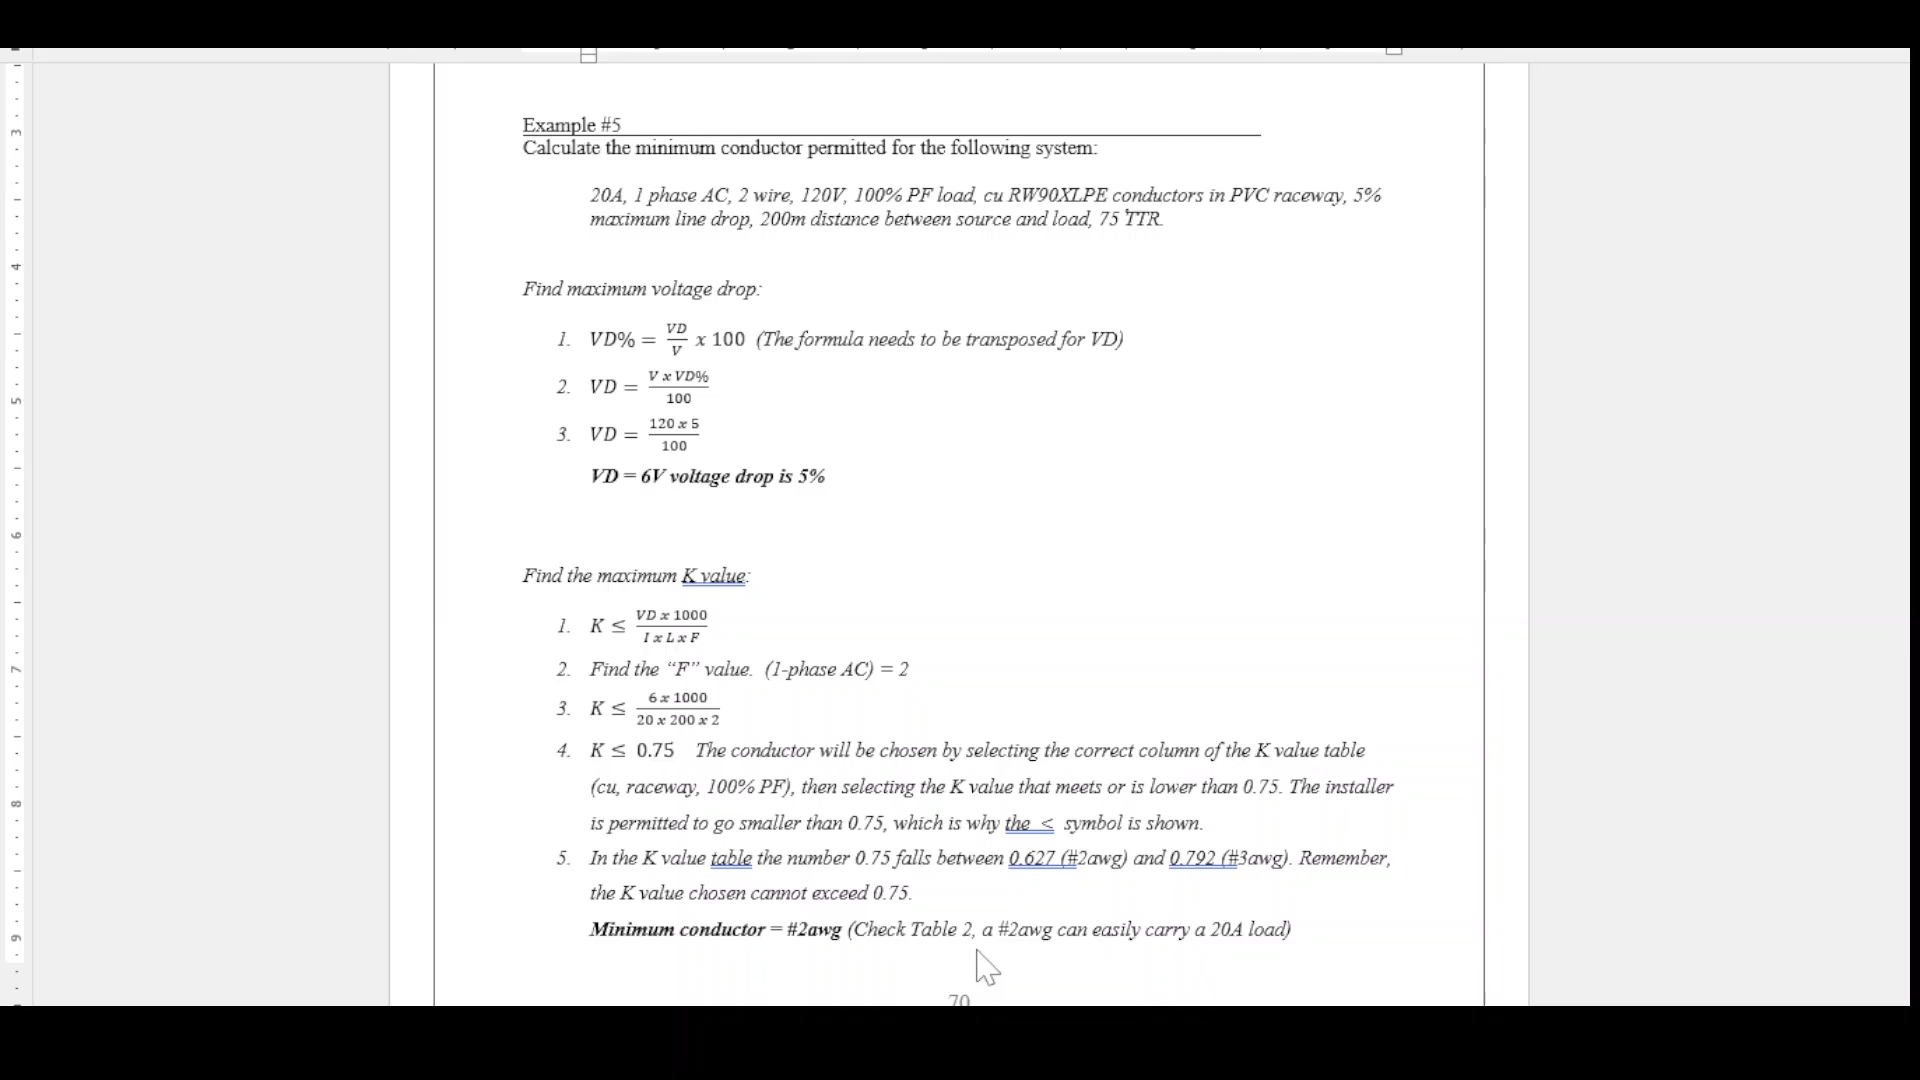 Example #5
Calculate the minimum conductor permitted for the following system:
20A, 1 phase AC, 2 wire, 120V, 100% PF load, cu RW90XLPE conductors in PVC raceway, 5%
maximum line drop, 200m distance between source and load, 75 TTR.
Find maximum voltage drop:
1. VD% = VD/V x 100 (The formula needs to be transposed for VD)
2. VD = V x VD%/100
3. VD = 120 x 5/100
VD = 6V voltage drop is 5%
Find the maximum K value:
1. K ≤ VD x 1000/I x L x F
2. Find the “F” value. (1-phase AC) = 2
3. K ≤ 6 x 1000/20 x 200 x 2
4. K ≤ 0.75 The conductor will be chosen by selecting the correct column of the K value table
(cu, raceway, 100% PF), then selecting the K value that meets or is lower than 0.75. The installer
is permitted to go smaller than 0.75, which is why the < symbol is shown.
5. In the K value table the number 0.75 falls between 0.627 (#2awg) and 0.792 (#3awg). Remember,
the K value chosen cannot exceed 0.75.
Minimum conductor = #2awg (Check Table 2, a #2awg can easily carry a 20A load)
70
3
4
5
6
7
8
9